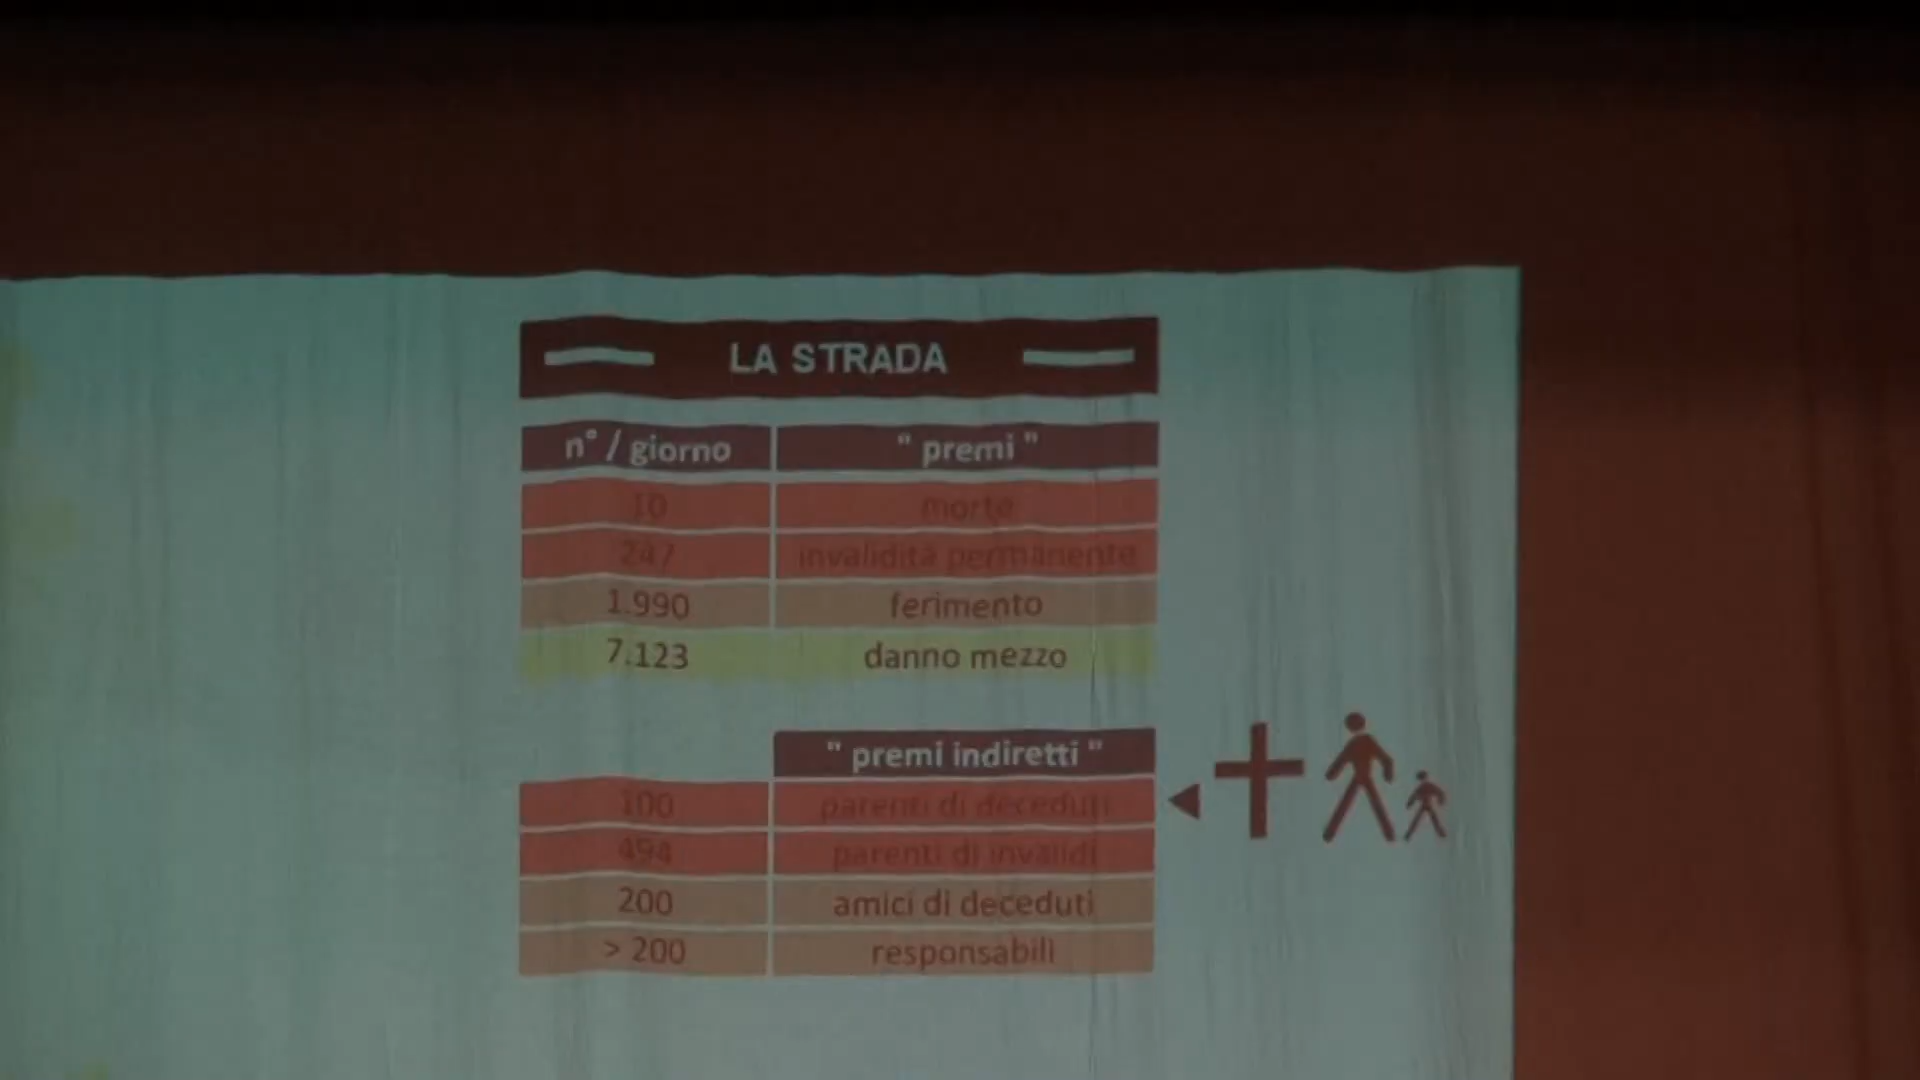 LA STRADA
n° / giorno " premi "
10 morte
247 invalidità permanente
1.990 ferimento
7.123 danno mezzo
" premi indiretti "
100 parenti di deceduti
494 parenti di invalidi
200 amici di deceduti
> 200 responsabili